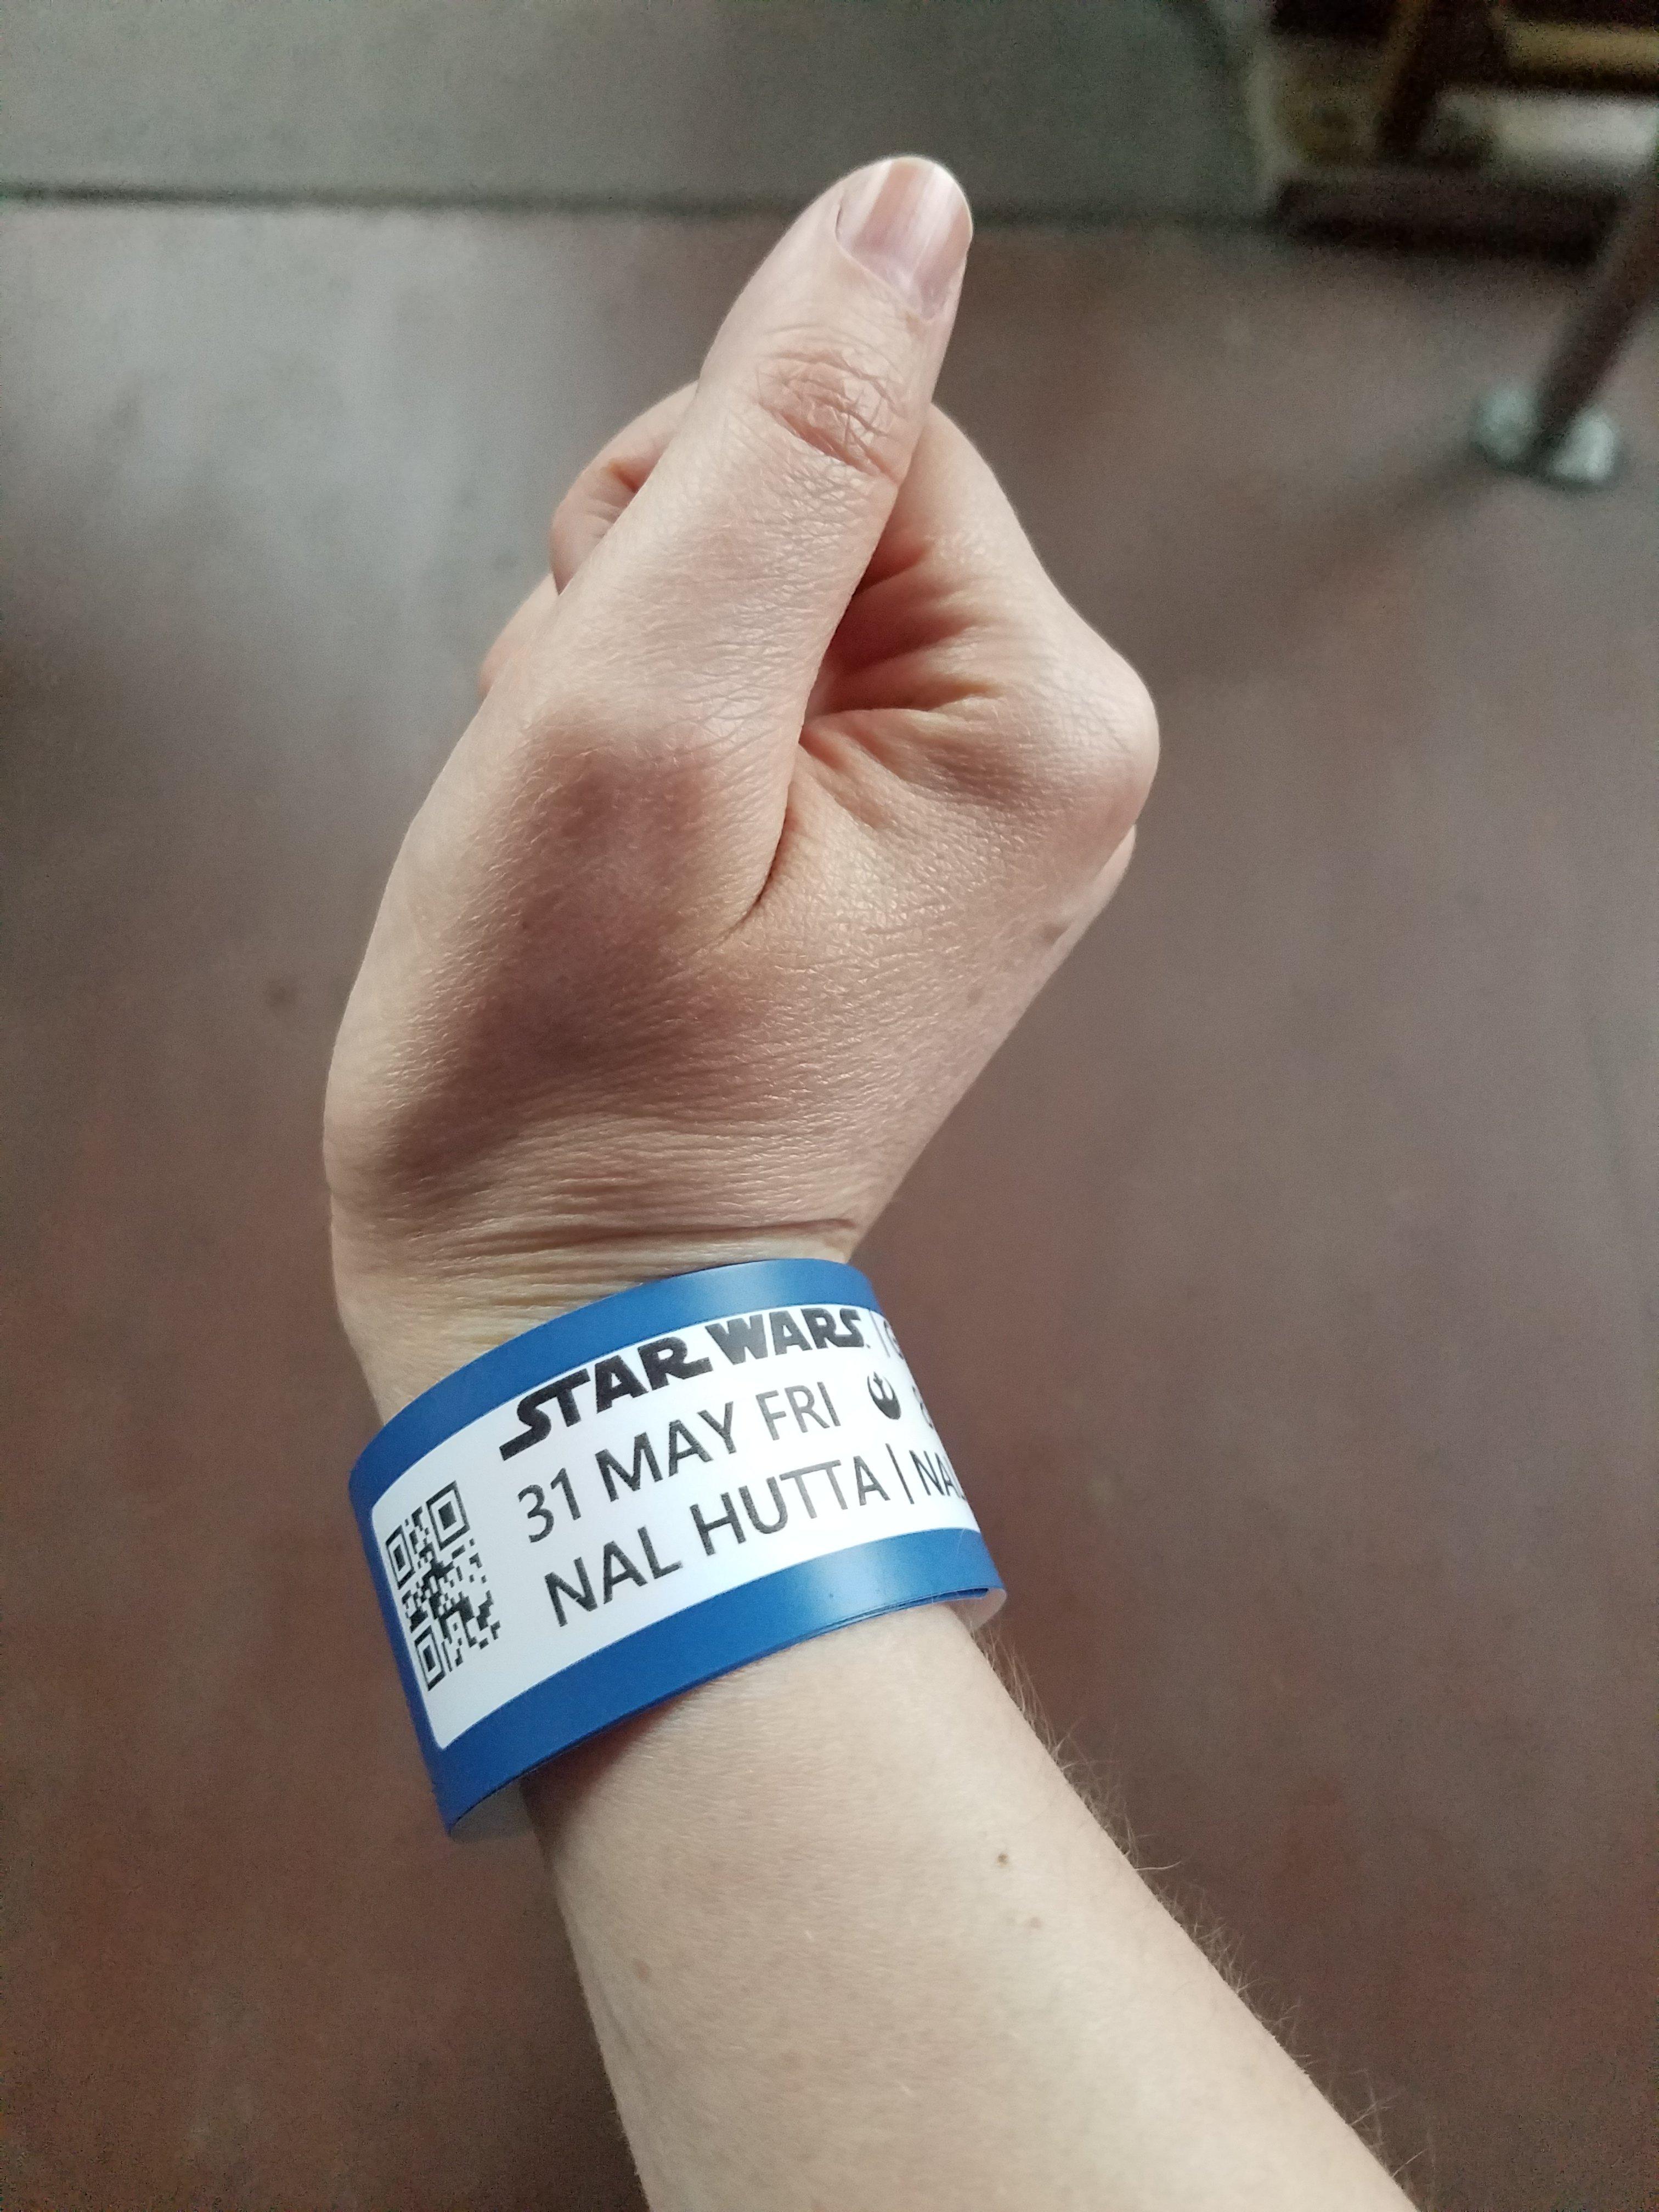 STAR WARS |
31 MAY FRI
NAL HUTTA |